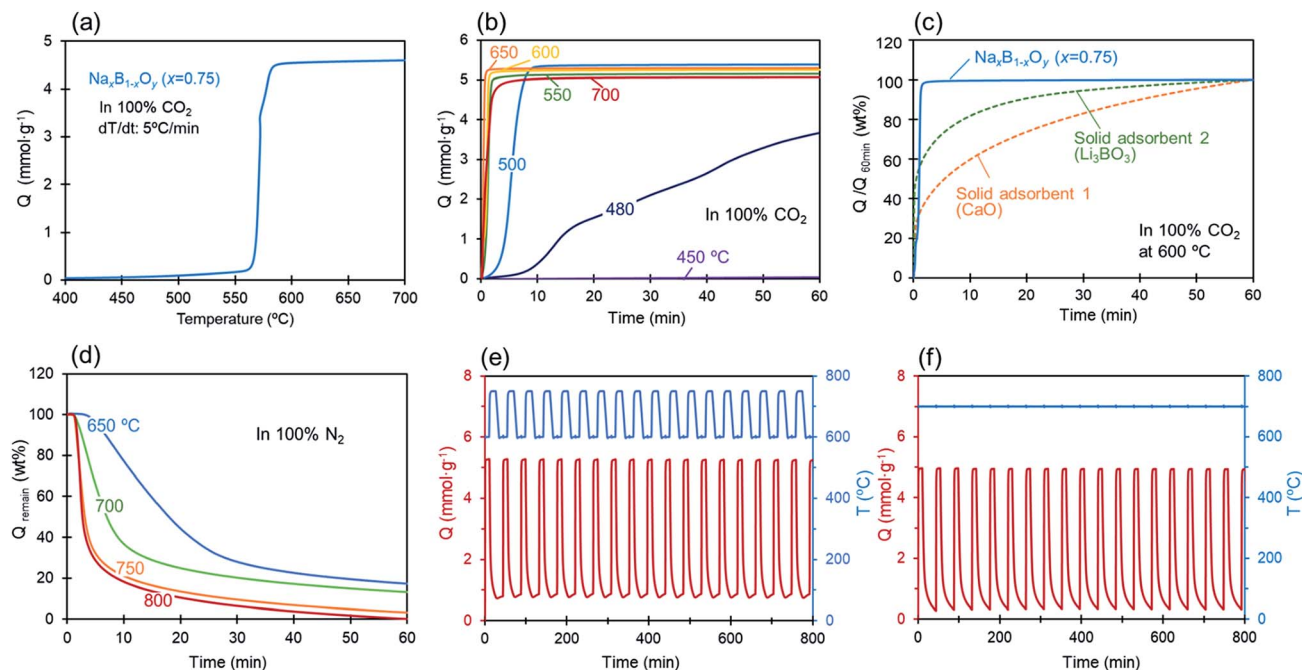 (a)
5
4
3
2
1
0
Q (mmol·g⁻¹)
NaxB1-xOy (x=0.75)
In 100% CO2
dT/dt: 5ºC/min
400 450 500 550 600 650 700
Temperature (ºC)
(b)
6
5
4
3
2
1
0
Q (mmol·g⁻¹)
650
600
550
700
500
480
In 100% CO2
450 ºC
0 10 20 30 40 50 60
Time (min)
(c)
120
100
80
60
40
20
0
Q /Q 60min (wt%)
NaxB1-xOy (x=0.75)
Solid adsorbent 2
(Li3BO3)
Solid adsorbent 1
(CaO)
In 100% CO2
at 600 ºC
0 10 20 30 40 50 60
Time (min)
(d)
120
100
80
60
40
20
0
Q remain (wt%)
650 ºC
In 100% N2
700
750
800
0 10 20 30 40 50 60
Time (min)
(e)
8
6
4
2
0
Q (mmol·g⁻¹)
800
600
400
200
0
T (ºC)
0 200 400 600 800
Time (min)
(f)
8
6
4
2
0
Q (mmol·g⁻¹)
800
600
400
200
0
T (ºC)
0 100 200 300 400 500 600 700 800
Time (min)